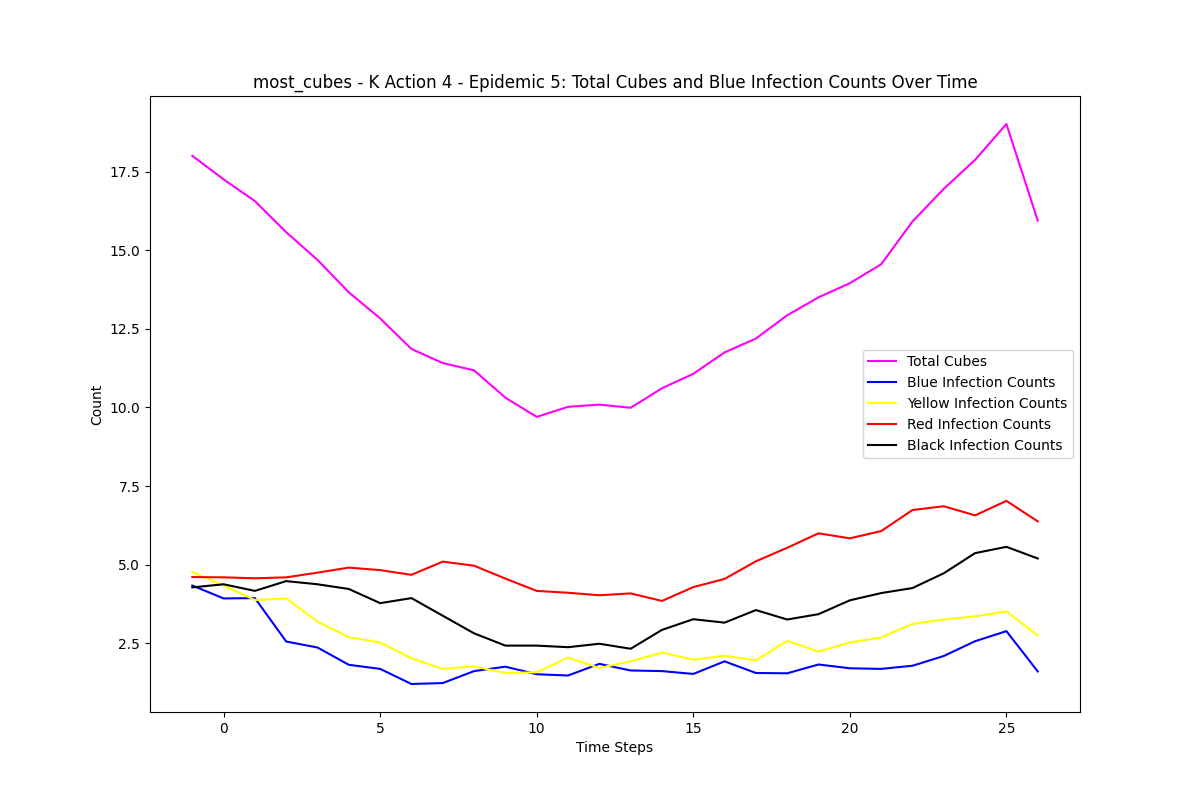 most_cubes - K Action 4 - Epidemic 5: Total Cubes and Blue Infection Counts Over Time
17.5
15.0
12.5
10.0
7.5
5.0
2.5
Count
Total Cubes
Blue Infection Counts
Yellow Infection Counts
Red Infection Counts
Black Infection Counts
0 5 10 15 20 25
Time Steps